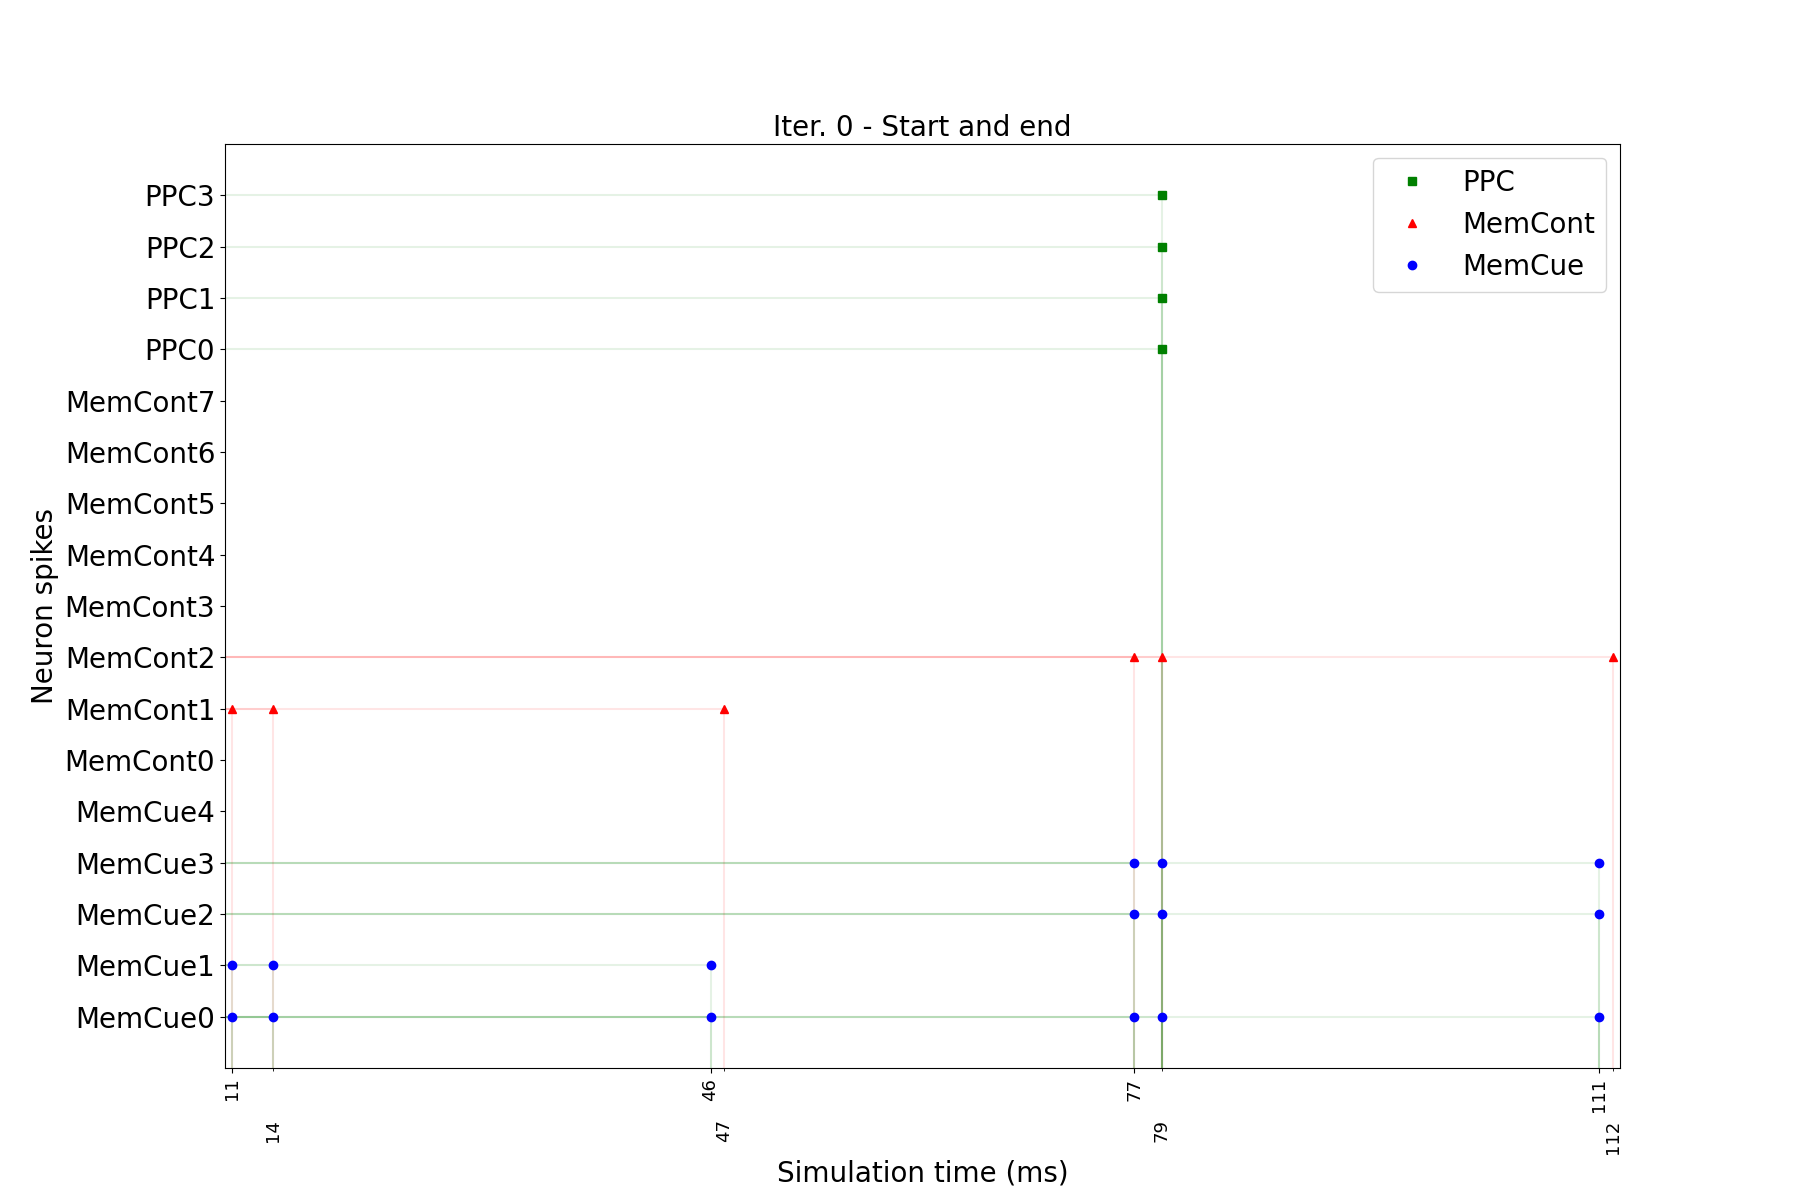 Iter. 0 - Start and end
PPC
MemCont
MemCue
PPC3
PPC2
PPC1
PPC0
MemCont7
MemCont6
MemCont5
MemCont4
MemCont3
MemCont2
MemCont1
MemCont0
MemCue4
MemCue3
MemCue2
MemCue1
MemCue0
Neuron spikes
11
14
46
47
77
79
111
112
Simulation time (ms)